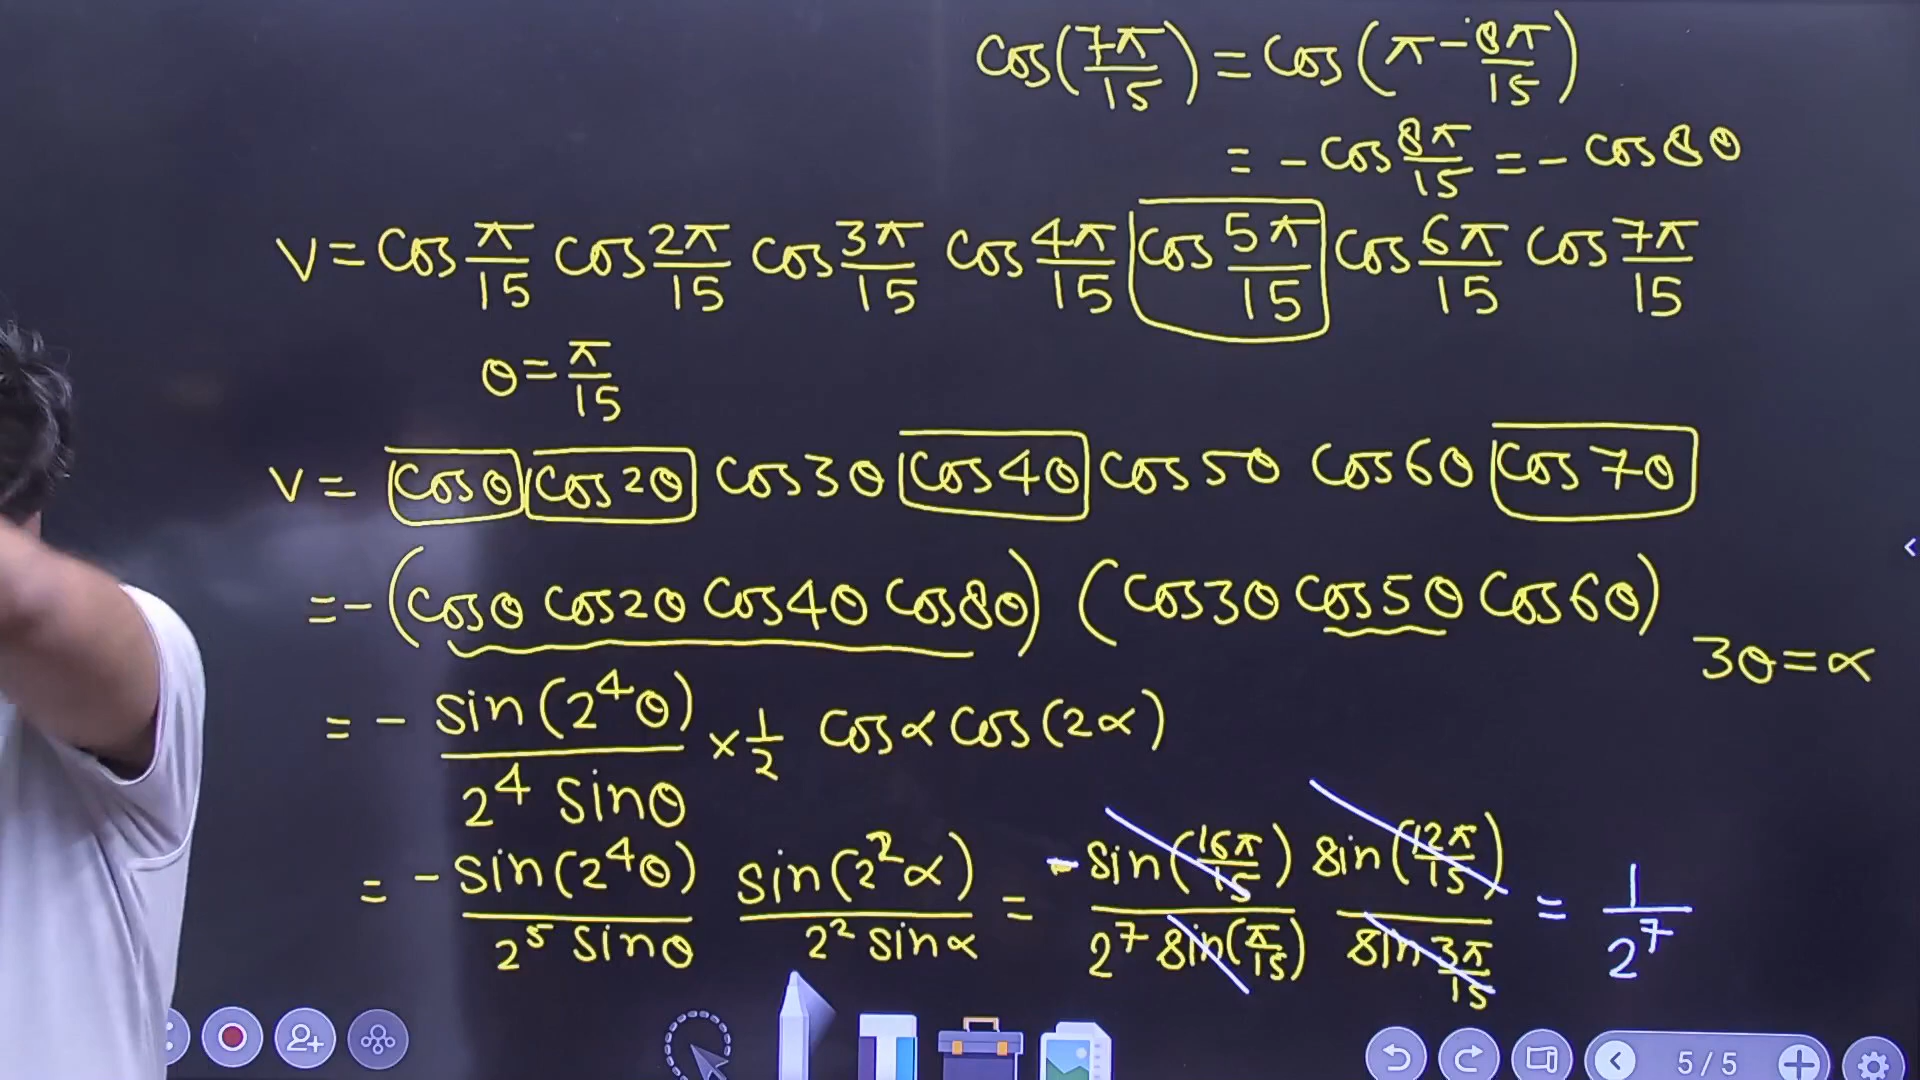 cos(7π/15) = cos(π - 8π/15)
= - cos 8π/15 = - cos8θ
V = cos π/15 cos 2π/15 cos 3π/15 cos 4π/15 cos 5π/15 cos 6π/15 cos 7π/15
θ = π/15
V = cosθ cos2θ cos3θ cos4θ cos5θ cos6θ cos7θ
= - (cosθ cos2θ cos4θ cos8θ) (cos3θ cos5θ cos6θ)
3θ = α
= - sin(2⁴θ)/2⁴ sinθ × 1/2 cosα cos(2α)
= - sin(2⁴θ)/2⁵ sinθ sin(2²α)/2² sinα = - sin(16π/15) sin(12π/15)/2⁷ sin(π/15) sin 3π/15 = 1/2⁷
5/5